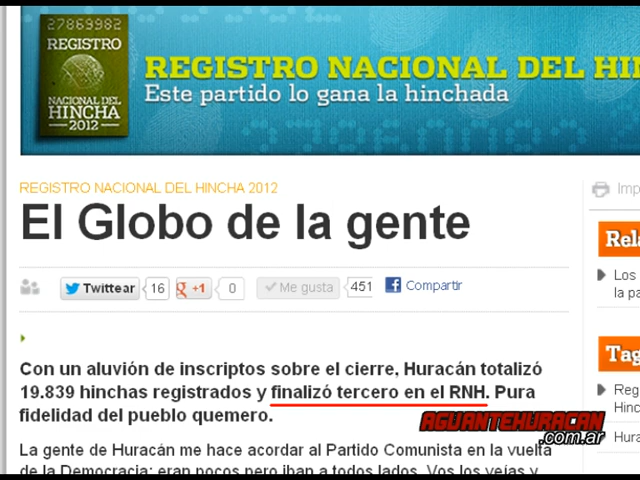 27869982
REGISTRO
NACIONAL DEL
HINCHA
2012
REGISTRO NACIONAL DEL HIN
Este partido lo gana la hinchada
REGISTRO NACIONAL DEL HINCHA 2012
El Globo de la gente
Imp
Twittear 16 +1 0 Me gusta 451 Compartir
Rela
Los
la pa
Con un aluvión de inscriptos sobre el cierre, Huracán totalizó
19.839 hinchas registrados y finalizó tercero en el RNH. Pura
fidelidad del pueblo quemero.
Tag
Reg
Hinc
Hura
AGUANTEHURACAN
.com.ar
La gente de Huracán me hace acordar al Partido Comunista en la vuelta
de la Democracia: eran pocos pero iban a todos lados. Vos los veías y